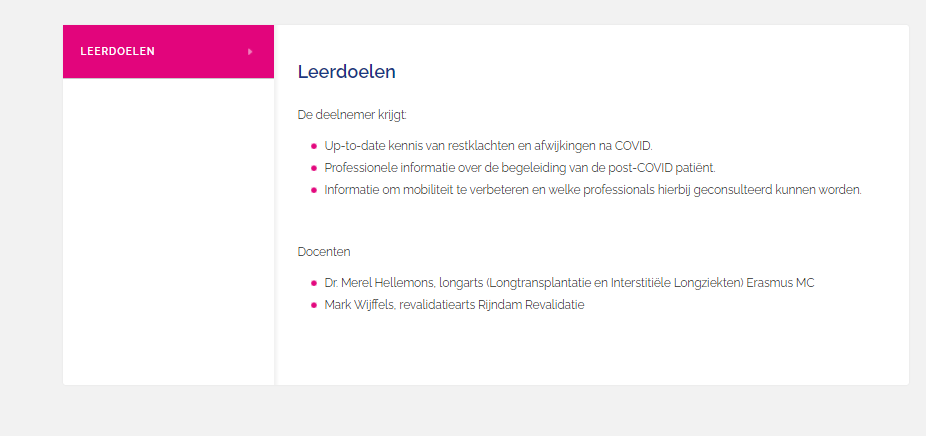 LEERDOELEN
Leerdoelen
De deelnemer krijgt:
Up-to-date kennis van restklachten en afwijkingen na COVID.
Professionele informatie over de begeleiding van de post-COVID patiënt.
Informatie om mobiliteit te verbeteren en welke professionals hierbij geconsulteerd kunnen worden.
Docenten
Dr. Merel Hellemons, longarts (Longtransplantatie en Interstitiële Longziekten) Erasmus MC
Mark Wijffels, revalidatiearts Rijndam Revalidatie